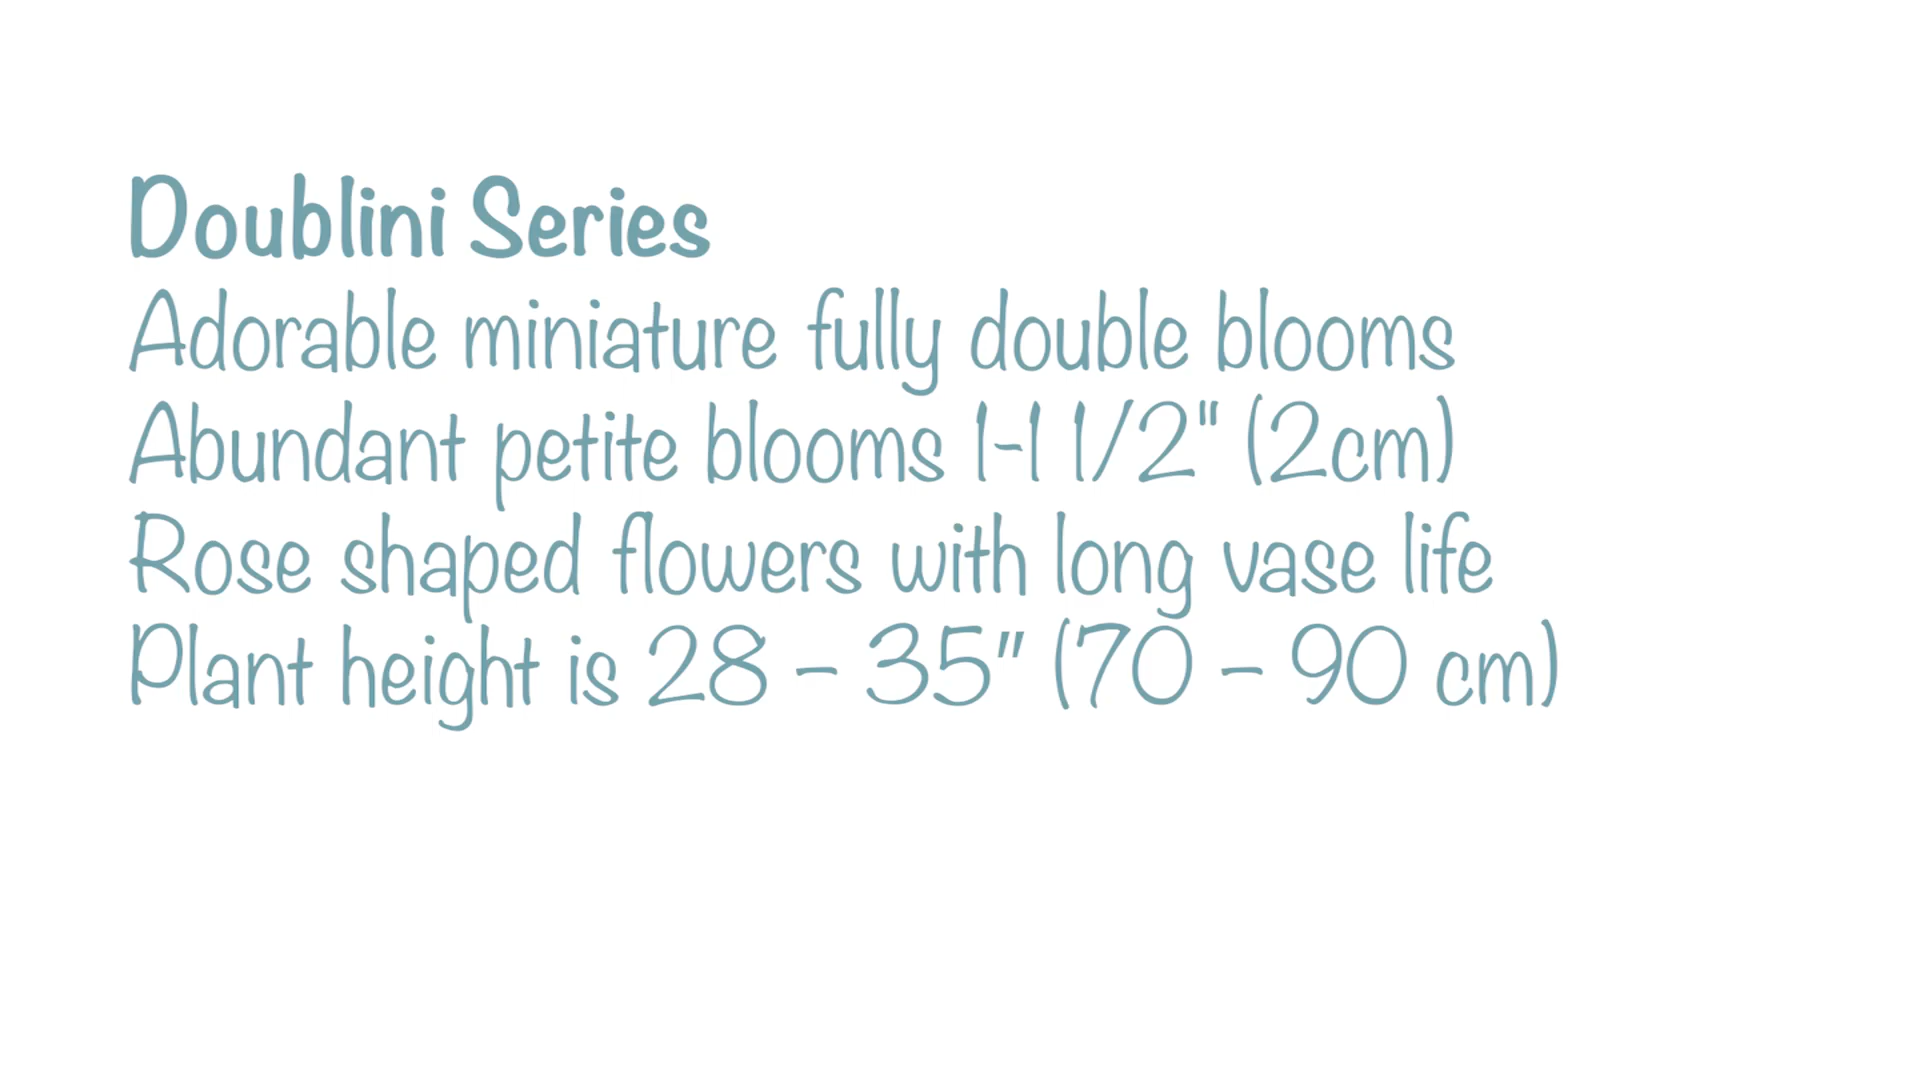 Doublini Series
Adorable miniature fully double blooms
Abundant petite blooms 1-1 1/2" (2cm)
Rose shaped flowers with long vase life
Plant height is 28 – 35” (70 – 90 cm)